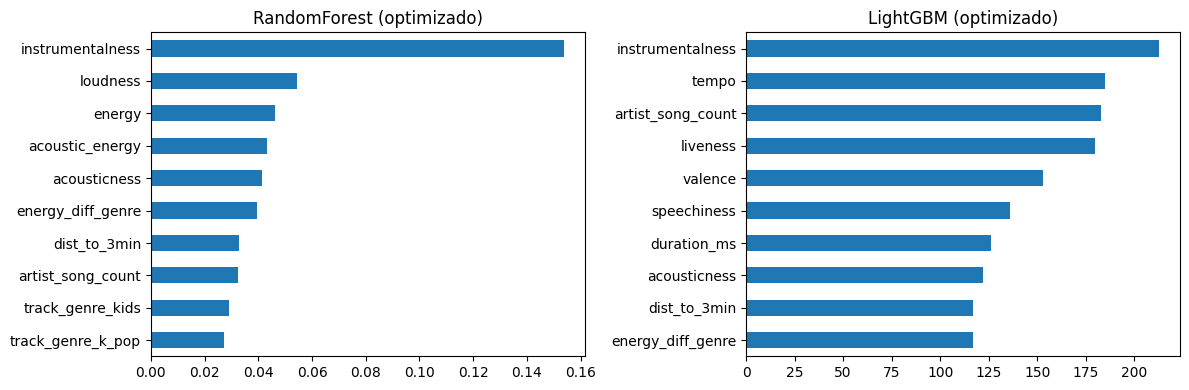 RandomForest (optimizado)
instrumentalness
loudness
energy
acoustic_energy
acousticness
energy_diff_genre
dist_to_3min
artist_song_count
track_genre_kids
track_genre_k_pop
0.00 0.02 0.04 0.06 0.08 0.10 0.12 0.14 0.16
LightGBM (optimizado)
instrumentalness
tempo
artist_song_count
liveness
valence
speechiness
duration_ms
acousticness
dist_to_3min
energy_diff_genre
0 25 50 75 100 125 150 175 200